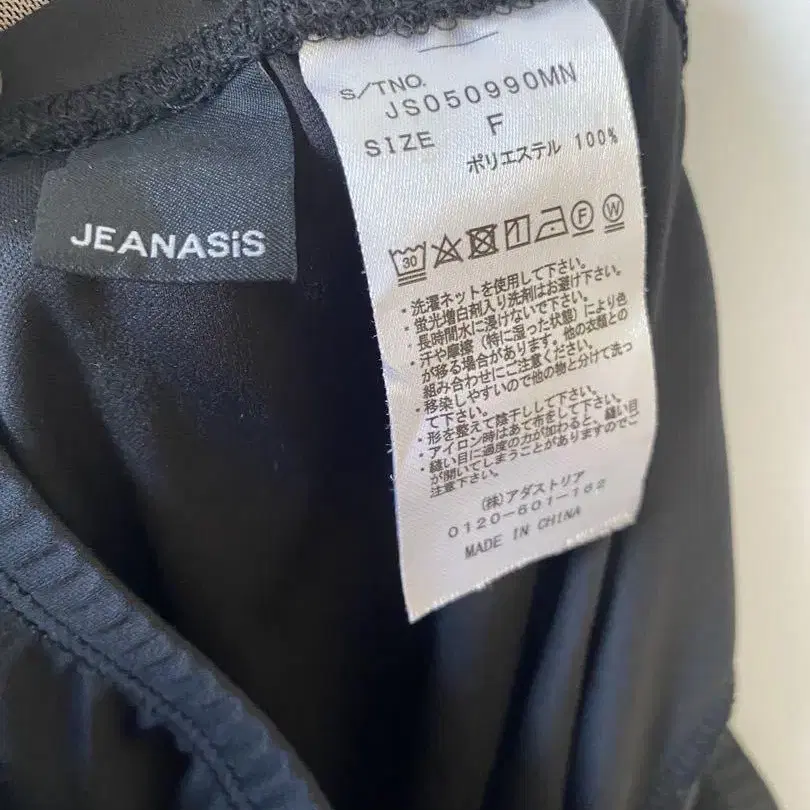 JEANASiS
S/TNO.
JS050990MN
SIZE F
ポリエステル 100%
30 F W
・洗濯ネットを使用して下さい。
・蛍光増白剤入り洗剤はお避け下さい。
・長時間水に浸けないで下さい。
・汗や摩擦（特に湿った状態）により色
が移る場合があります。他の衣類との
組み合わせにご注意ください。
・移染しやすいので他の物と分けて洗っ
て下さい。
・形を整えて陰干しして下さい。
・アイロン時はあて布をして下さい。
・縫い目に過度の力が加わると、縫い目
が開いてしまうことがありますのでご
注意下さい。
（株）アダストリア
0120-601-162
MADE IN CHINA